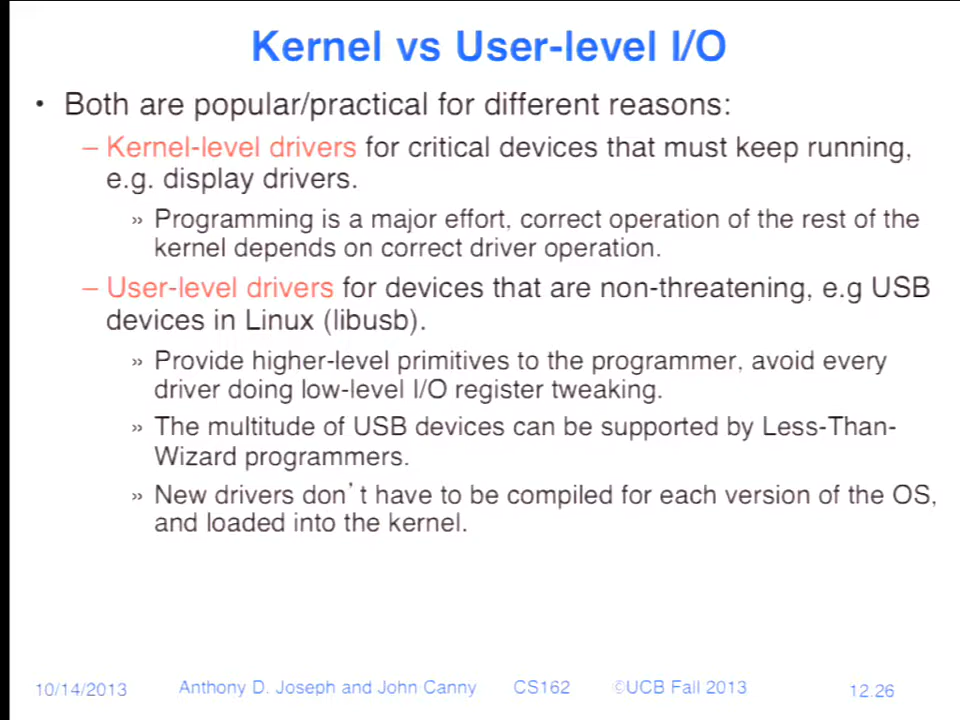 Kernel vs User-level I/O
• Both are popular/practical for different reasons:
– Kernel-level drivers for critical devices that must keep running,
e.g. display drivers.
» Programming is a major effort, correct operation of the rest of the
kernel depends on correct driver operation.
– User-level drivers for devices that are non-threatening, e.g USB
devices in Linux (libusb).
» Provide higher-level primitives to the programmer, avoid every
driver doing low-level I/O register tweaking.
» The multitude of USB devices can be supported by Less-Than-
Wizard programmers.
» New drivers don't have to be compiled for each version of the OS,
and loaded into the kernel.
10/14/2013 Anthony D. Joseph and John Canny CS162 ©UCB Fall 2013 12.26